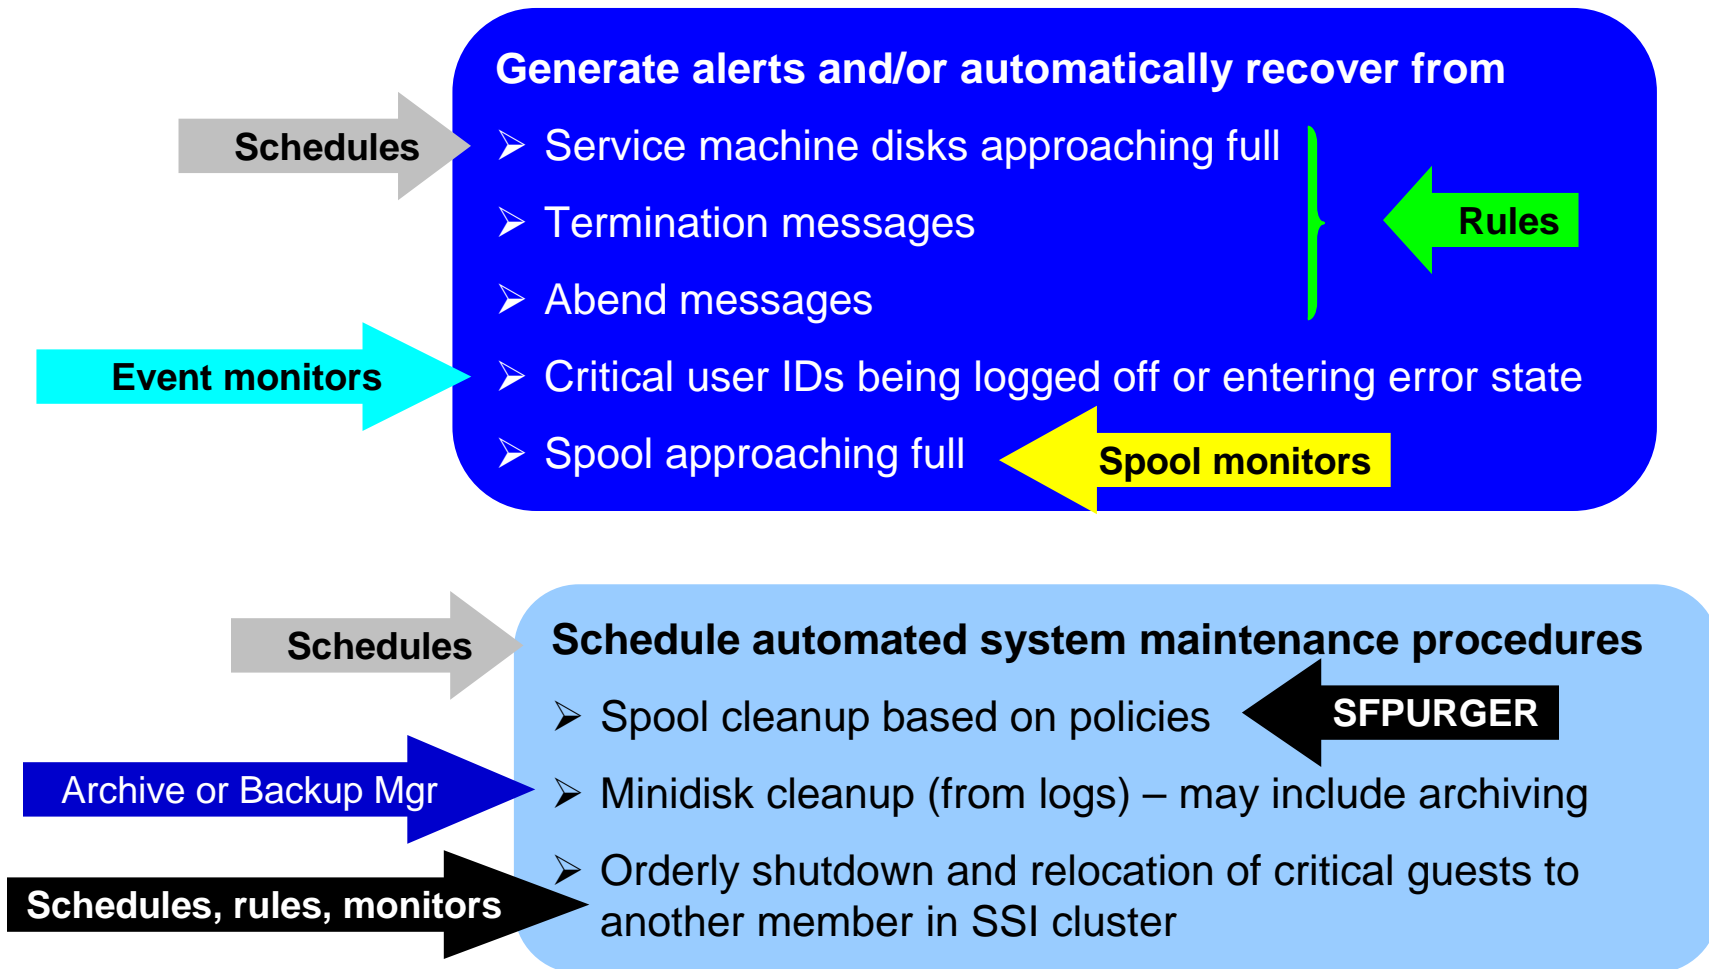 Generate alerts and/or automatically recover from
Schedules
➢ Service machine disks approaching full
➢ Termination messages
Rules
➢ Abend messages
Event monitors
➢ Critical user IDs being logged off or entering error state
➢ Spool approaching full
Spool monitors
Schedules
Schedule automated system maintenance procedures
➢ Spool cleanup based on policies
SFPURGER
Archive or Backup Mgr
➢ Minidisk cleanup (from logs) – may include archiving
Schedules, rules, monitors
➢ Orderly shutdown and relocation of critical guests to
another member in SSI cluster